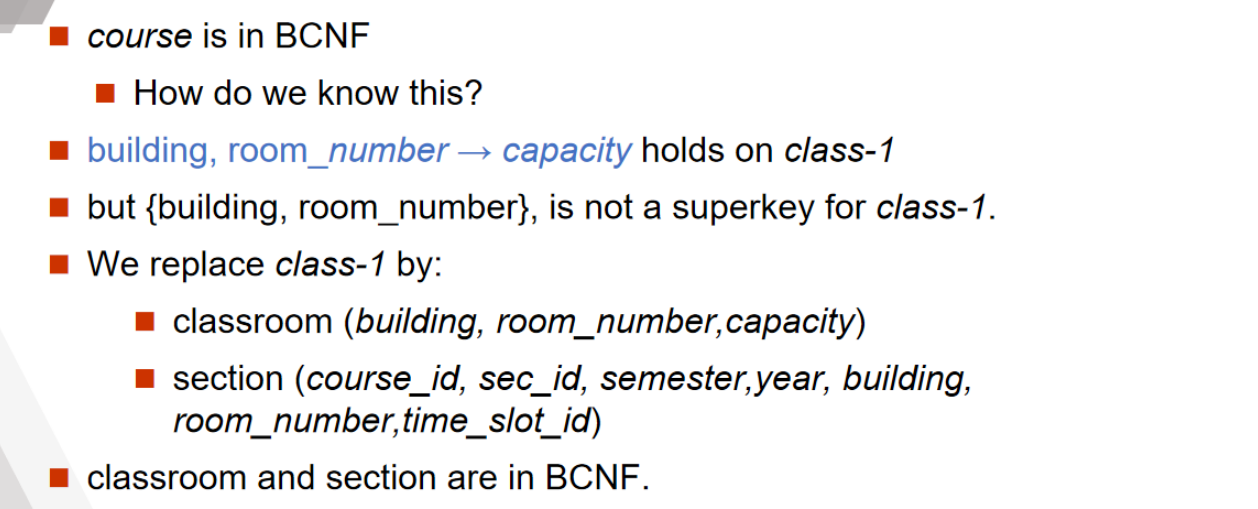 course is in BCNF
How do we know this?
building, room_number → capacity holds on class-1
but {building, room_number}, is not a superkey for class-1.
We replace class-1 by:
classroom (building, room_number,capacity)
section (course_id, sec_id, semester,year, building,
room_number,time_slot_id)
classroom and section are in BCNF.